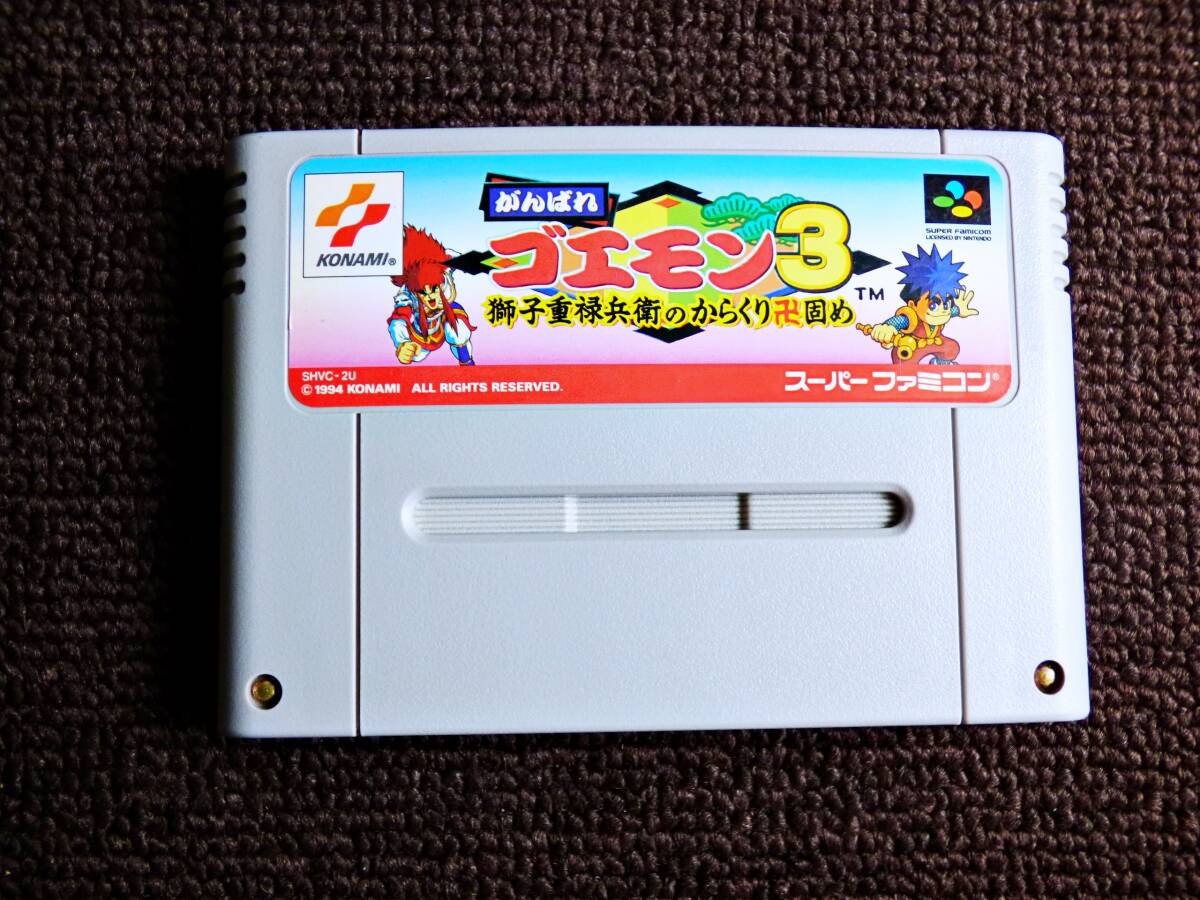 KONAMI®
がんばれ
ゴエモン3
TM
獅子重禄兵衛のからくり卍固め
SUPER FAMICOM
LICENSED BY NINTENDO
SHVC-2U
© 1994 KONAMI ALL RIGHTS RESERVED.
スーパーファミコン®